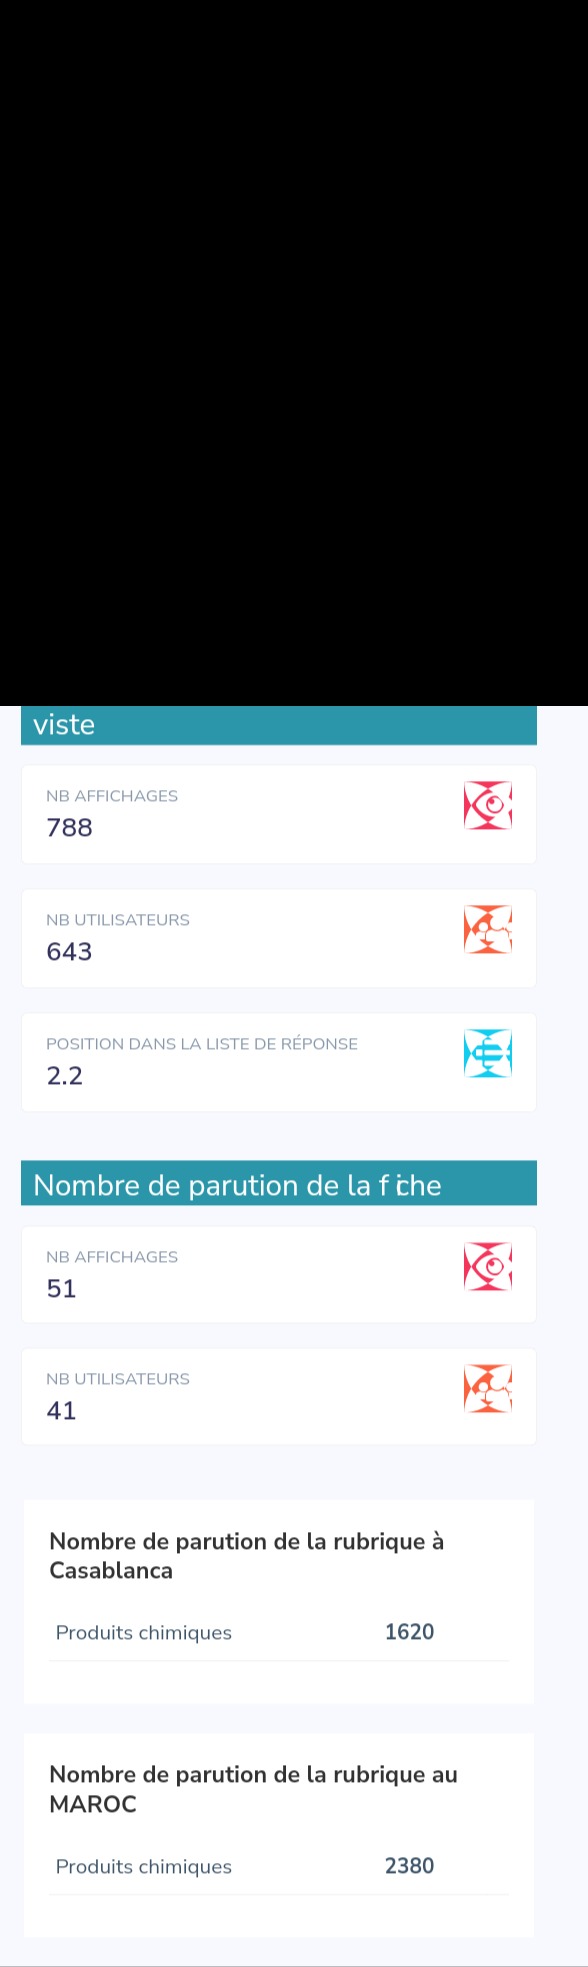 viste
NB AFFICHAGES
788
NB UTILISATEURS
643
POSITION DANS LA LISTE DE RÉPONSE
2.2
Nombre de parution de la fiche
NB AFFICHAGES
51
NB UTILISATEURS
41
Nombre de parution de la rubrique à
Casablanca
Produits chimiques 1620
Nombre de parution de la rubrique au
MAROC
Produits chimiques 2380